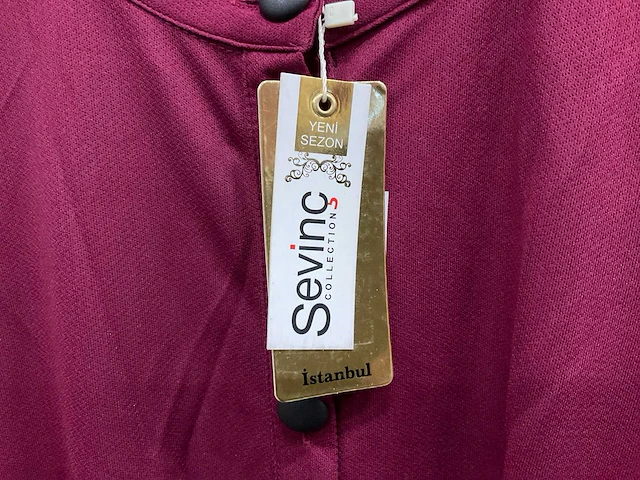 YENİ
SEZON
Sevinç
COLLECTION
İstanbul